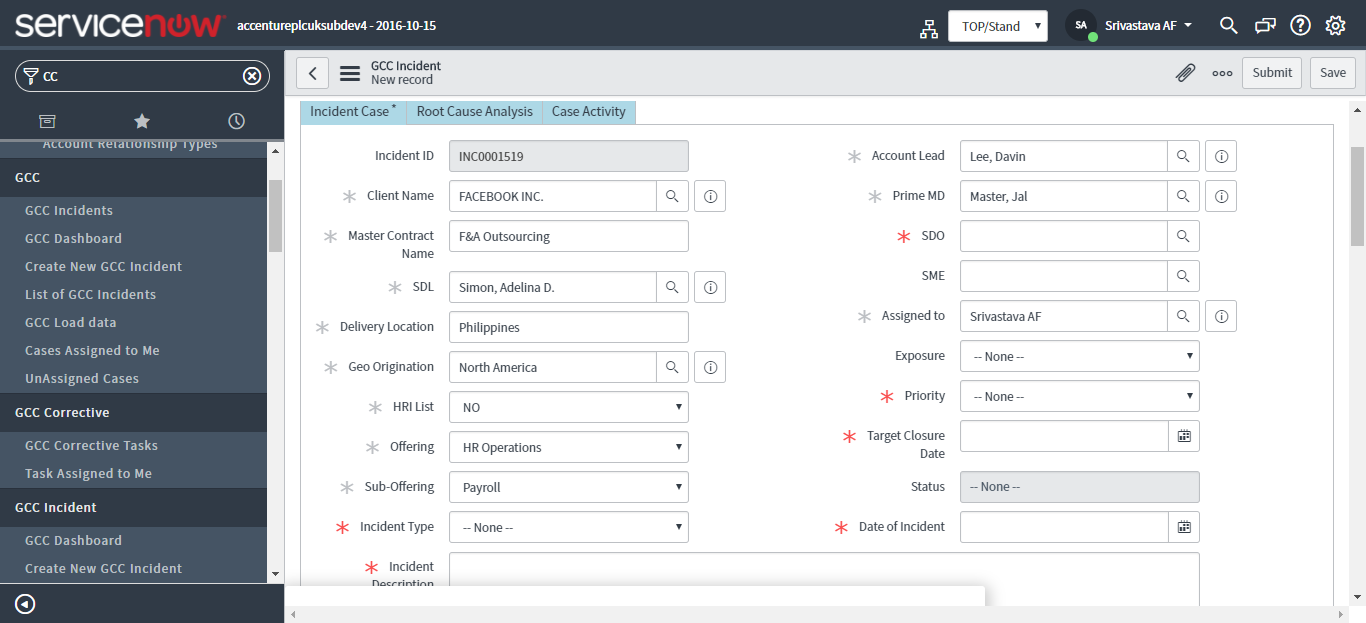 servicenow accentureplcuksubdev4 - 2016-10-15
TOP/Stand
SA
Srivastava AF
CC
Account Relationship Types
GCC
GCC Incidents
GCC Dashboard
Create New GCC Incident
List of GCC Incidents
GCC Load data
Cases Assigned to Me
UnAssigned Cases
GCC Corrective
GCC Corrective Tasks
Task Assigned to Me
GCC Incident
GCC Dashboard
Create New GCC Incident
GCC Incident
New record
Submit
Save
Incident Case *
Root Cause Analysis
Case Activity
Incident ID
INC0001519
Client Name
FACEBOOK INC.
Master Contract
Name
F&A Outsourcing
SDL
Simon, Adelina D.
Delivery Location
Philippines
Geo Origination
North America
HRI List
NO
Offering
HR Operations
Sub-Offering
Payroll
Incident Type
-- None --
Incident
Description
Account Lead
Lee, Davin
Prime MD
Master, Jal
SDO
SME
Assigned to
Srivastava AF
Exposure
-- None --
Priority
-- None --
Target Closure
Date
Status
-- None --
Date of Incident